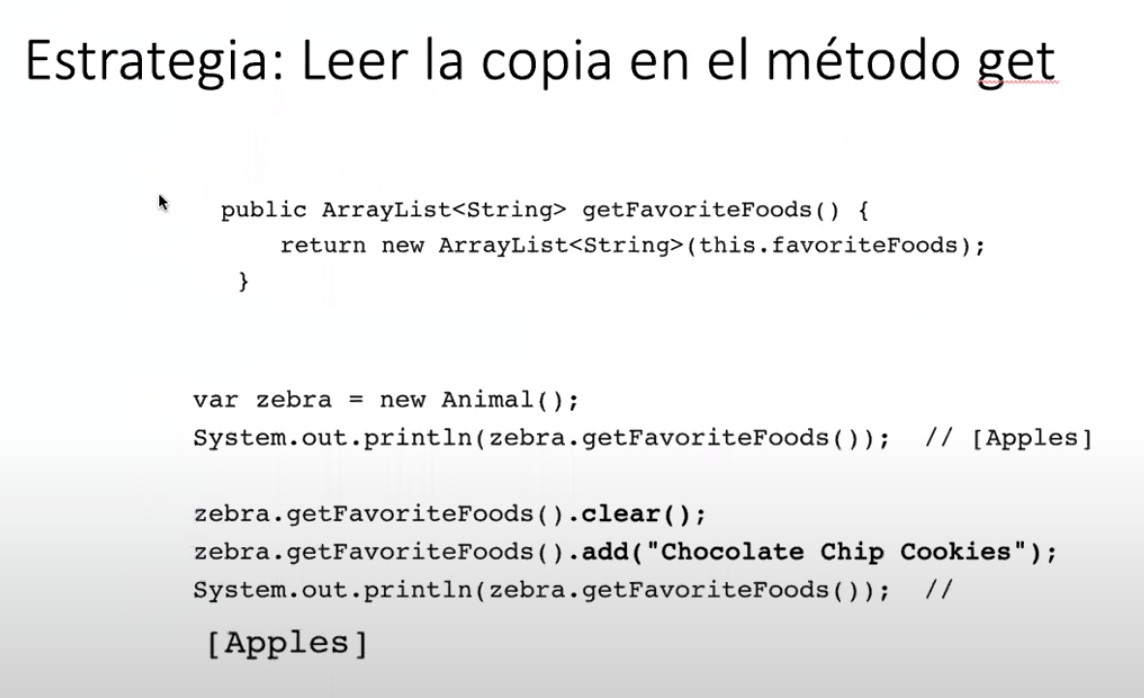 Estrategia: Leer la copia en el método get
public ArrayList<String> getFavoriteFoods() {
return new ArrayList<String>(this.favoriteFoods);
}
var zebra = new Animal();
System.out.println(zebra.getFavoriteFoods());  // [Apples]
zebra.getFavoriteFoods().clear();
zebra.getFavoriteFoods().add("Chocolate Chip Cookies");
System.out.println(zebra.getFavoriteFoods());  //
[Apples]